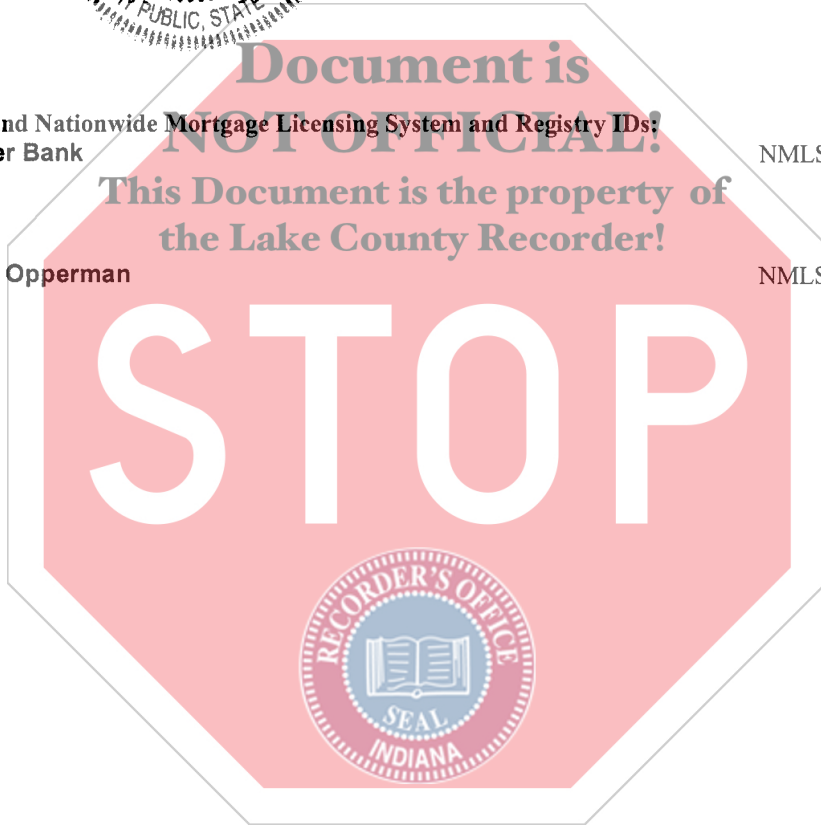 PUBLIC, STATE
Document is
NOT OFFICIAL!
nd Nationwide Mortgage Licensing System and Registry IDs:
er Bank NMLS
This Document is the property of
the Lake County Recorder!
Opperman NMLS
STOP
RECORDER'S OFFICE
SEAL
INDIANA